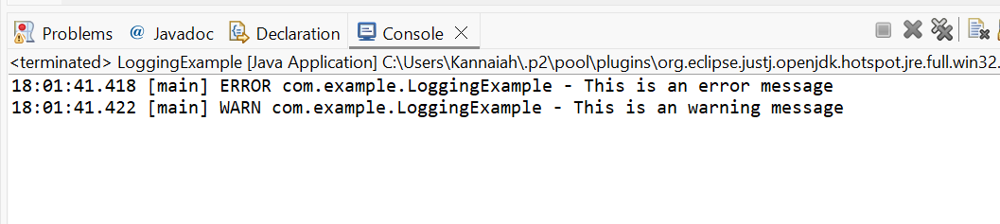 Problems @ Javadoc Declaration Console
<terminated> LoggingExample [Java Application] C:\Users\Kannaiah\.p2\pool\plugins\org.eclipse.justj.openjdk.hotspot.jre.full.win32.
18:01:41.418 [main] ERROR com.example.LoggingExample - This is an error message
18:01:41.422 [main] WARN com.example.LoggingExample - This is an warning message